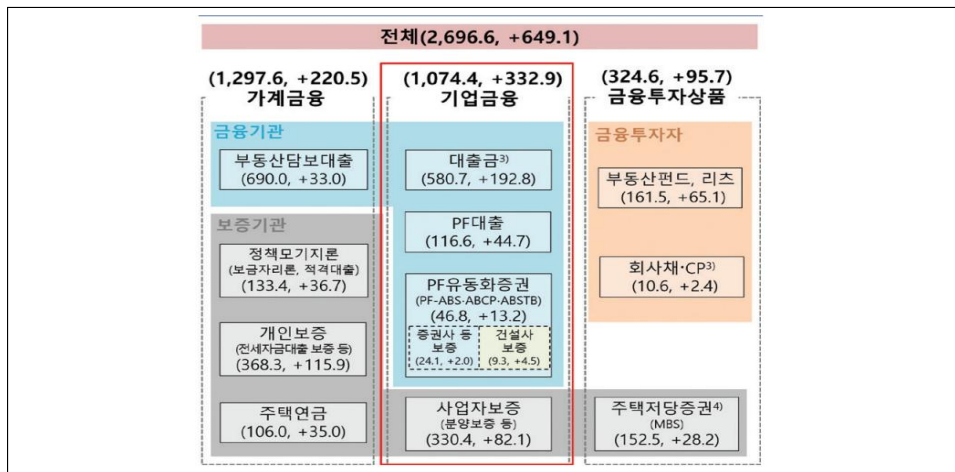 전체(2,696.6, +649.1)
(1,297.6, +220.5)
가계금융
(1,074.4, +332.9)
기업금융
(324.6, +95.7)
금융투자상품
금융기관
부동산담보대출
(690.0, +33.0)
보증기관
정책모기지론
(보금자리론, 적격대출)
(133.4, +36.7)
개인보증
(전세자금대출 보증 등)
(368.3, +115.9)
주택연금
(106.0, +35.0)
대출금3)
(580.7, +192.8)
PF대출
(116.6, +44.7)
PF유동화증권
(PF-ABS·ABCP·ABSTB)
(46.8, +13.2)
증권사 등
보증
(24.1, +2.0)
건설사
보증
(9.3, +4.5)
사업자보증
(분양보증 등)
(330.4, +82.1)
금융투자자
부동산펀드, 리츠
(161.5, +65.1)
회사채·CP3)
(10.6, +2.4)
주택저당증권4)
(MBS)
(152.5, +28.2)